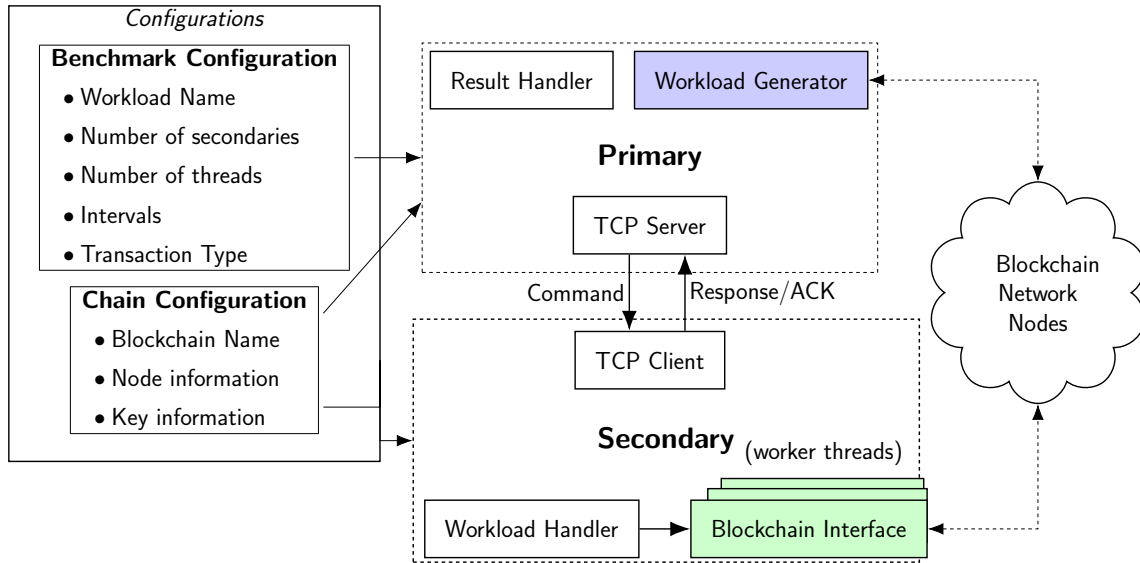 Configurations
Benchmark Configuration
• Workload Name
• Number of secondaries
• Number of threads
• Intervals
• Transaction Type
Chain Configuration
• Blockchain Name
• Node information
• Key information
Result Handler
Workload Generator
Primary
TCP Server
Command
Response/ACK
TCP Client
Secondary
(worker threads)
Workload Handler
Blockchain Interface
Blockchain
Network
Nodes